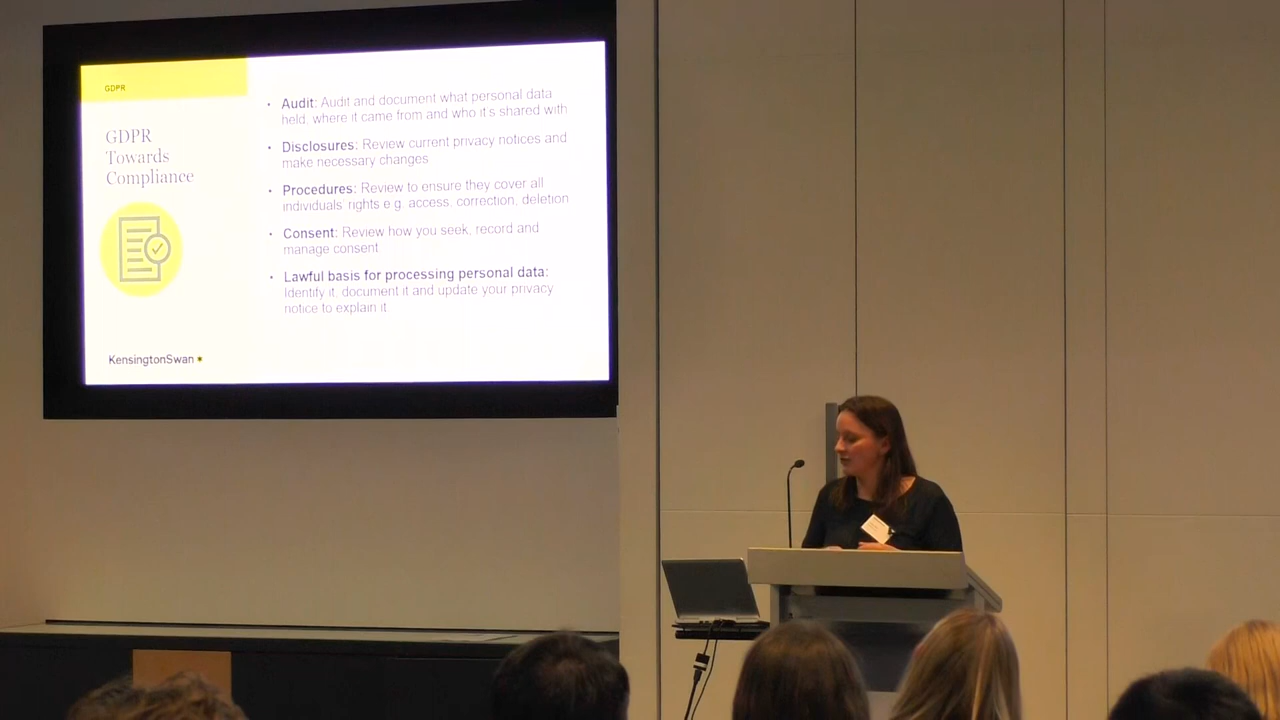 GDPR
GDPR
Towards
Compliance
• Audit: Audit and document what personal data
held, where it came from and who it's shared with
• Disclosures: Review current privacy notices and
make necessary changes
• Procedures: Review to ensure they cover all
individuals' rights e.g. access, correction, deletion
• Consent: Review how you seek, record and
manage consent.
• Lawful basis for processing personal data:
Identify it, document it and update your privacy
notice to explain it.
KensingtonSwan